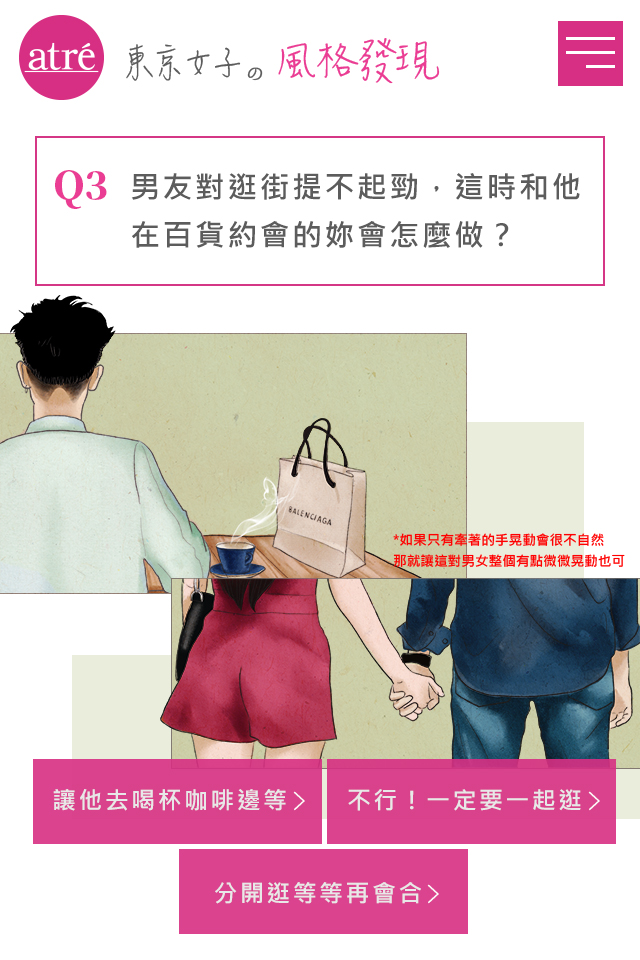 atré
東京女子の風格發現
Q3 男友對逛街提不起勁，這時和他
在百貨約會的妳會怎麼做？
BALENCIAGA
*如果只有牽著的手晃動會很不自然
那就讓這對男女整個有點微微晃動也可
讓他去喝杯咖啡邊等
不行！一定要一起逛
分開逛等等再會合